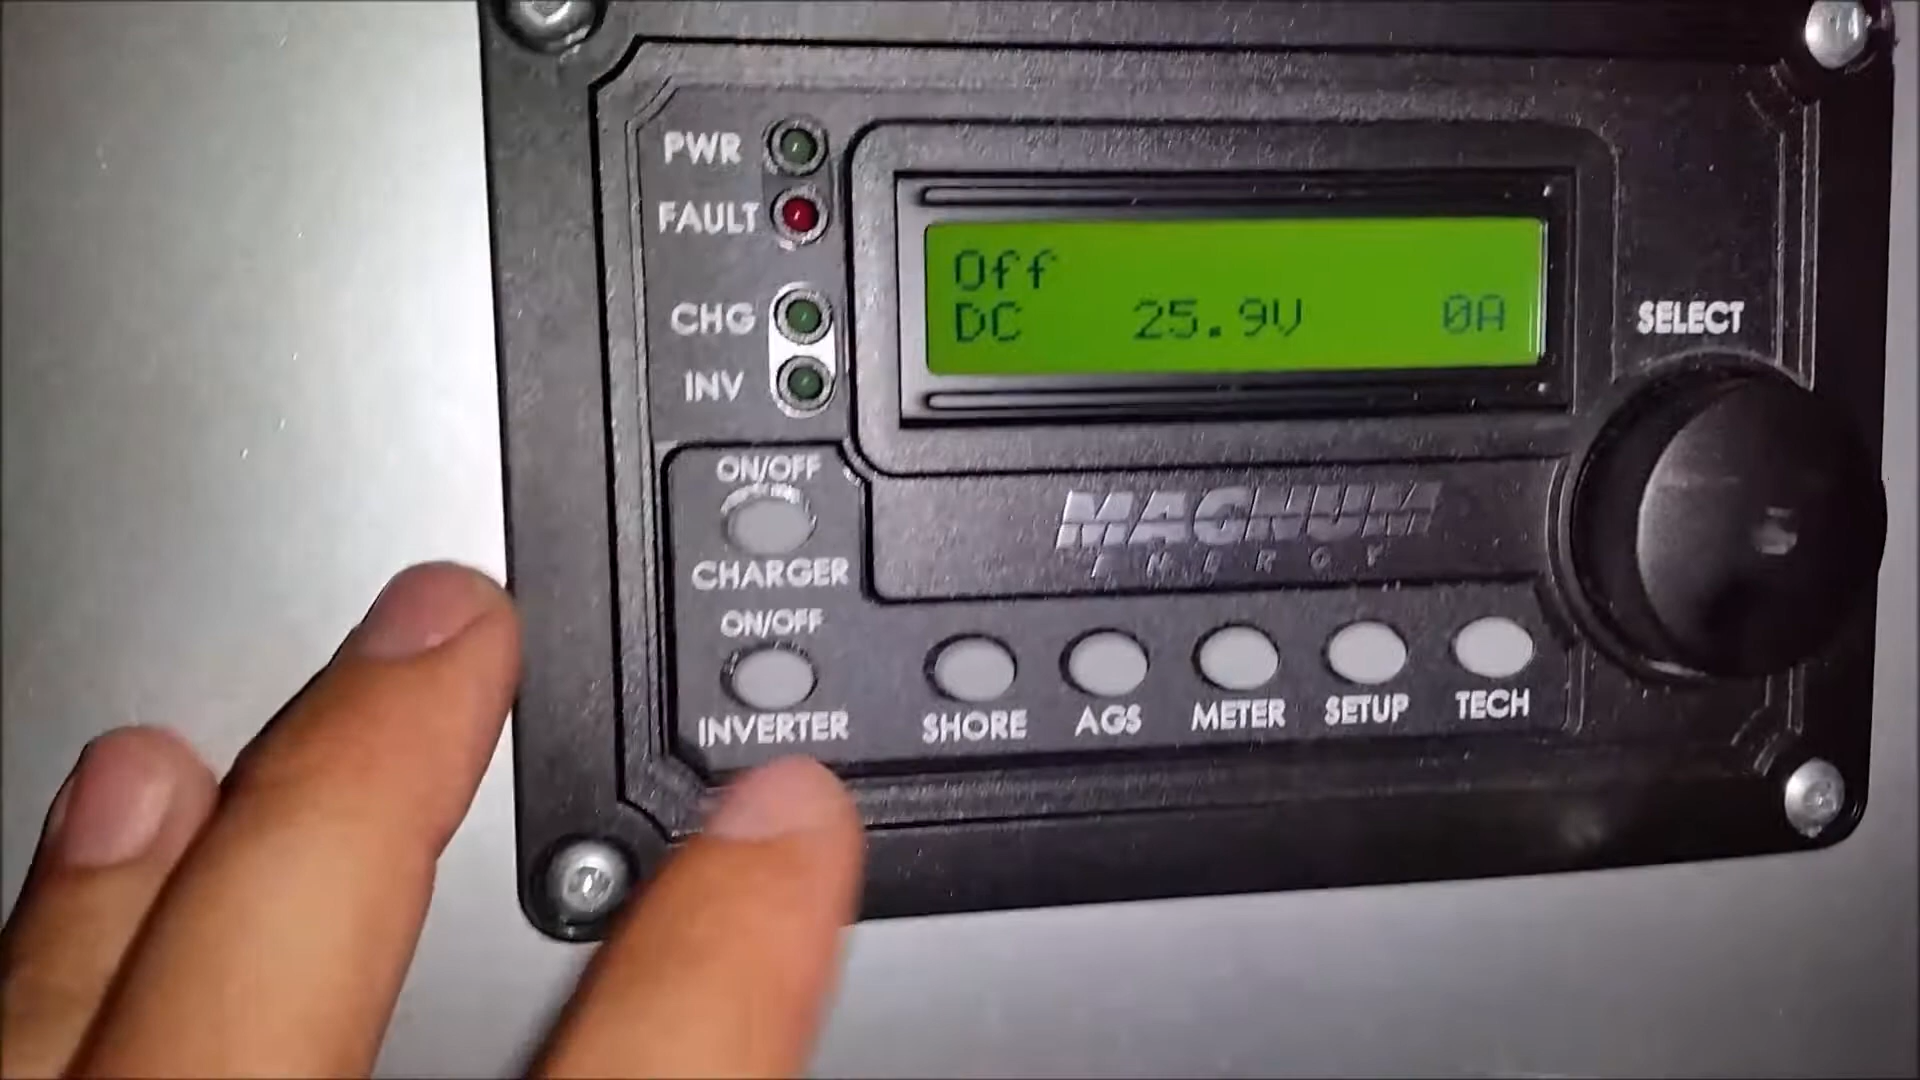 PWR
FAULT
CHG
INV
Off
DC 25.9V 0A
SELECT
ON/OFF
CHARGER
ON/OFF
INVERTER
MAGNUM
ENERGY
SHORE
AGS
METER
SETUP
TECH